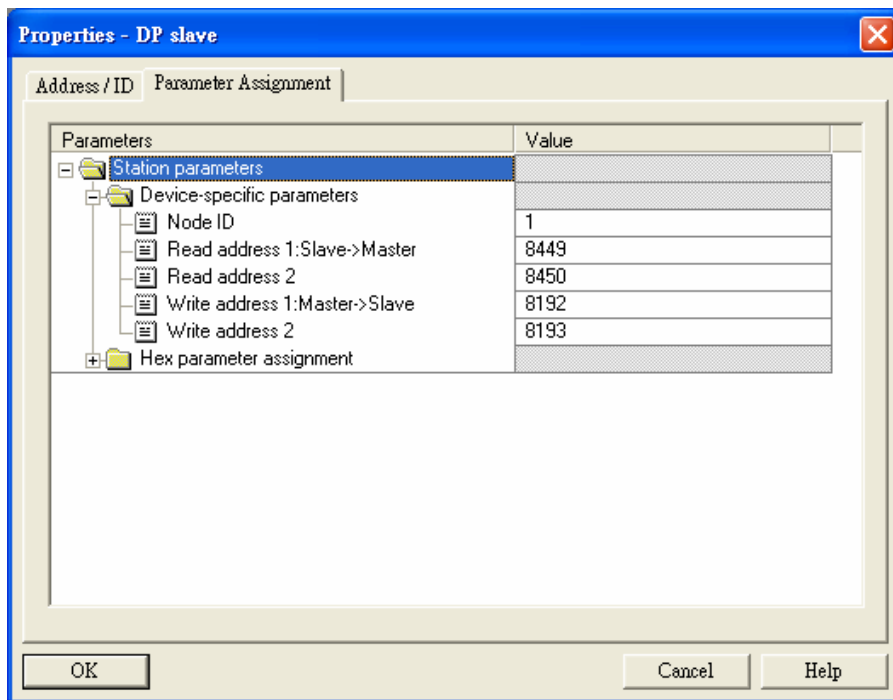 Properties - DP slave
Address / ID Parameter Assignment
Parameters Value
Station parameters
Device-specific parameters
Node ID 1
Read address 1:Slave->Master 8449
Read address 2 8450
Write address 1:Master->Slave 8192
Write address 2 8193
Hex parameter assignment
OK Cancel Help